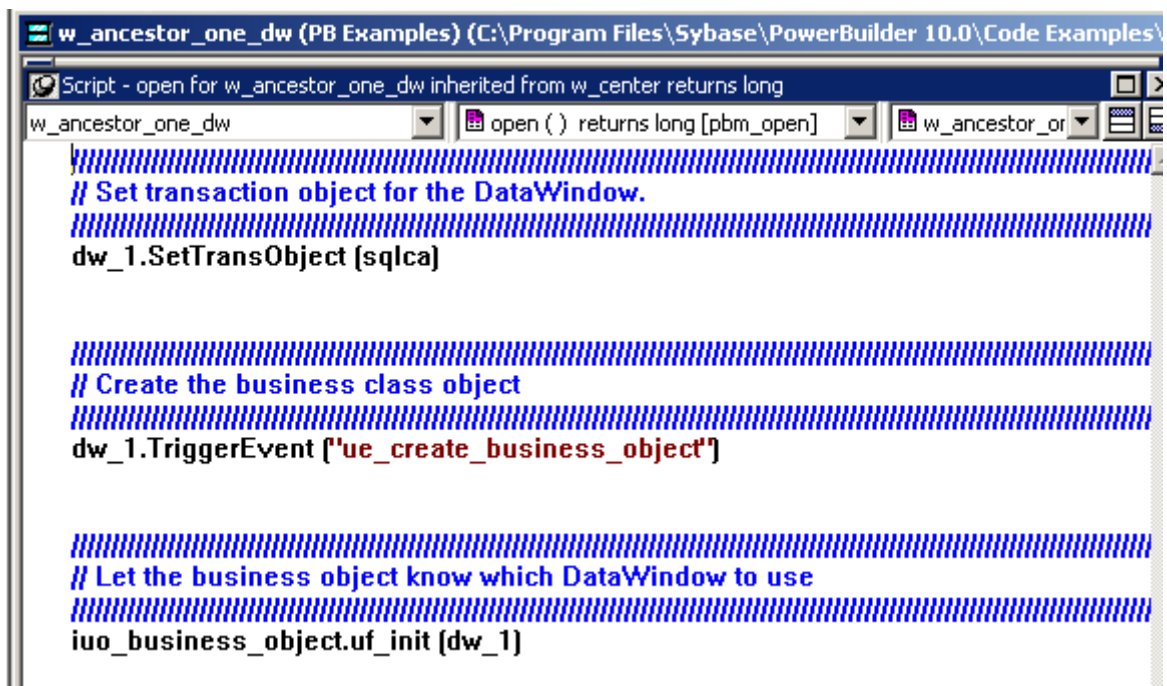 w_ancestor_one_dw (PB Examples) (C:\Program Files\Sybase\PowerBuilder 10.0\Code Examples\
Script - open for w_ancestor_one_dw inherited from w_center returns long
w_ancestor_one_dw open ( ) returns long [pbm_open] w_ancestor_or
////////////////////////////////////////////////////////////////////////////////////////////////////////////////////////
// Set transaction object for the DataWindow.
////////////////////////////////////////////////////////////////////////////////////////////////////////////////////////
dw_1.SetTransObject (sqlca)
////////////////////////////////////////////////////////////////////////////////////////////////////////////////////////
// Create the business class object
////////////////////////////////////////////////////////////////////////////////////////////////////////////////////////
dw_1.TriggerEvent ("ue_create_business_object")
////////////////////////////////////////////////////////////////////////////////////////////////////////////////////////
// Let the business object know which DataWindow to use
////////////////////////////////////////////////////////////////////////////////////////////////////////////////////////
iuo_business_object.uf_init (dw_1)